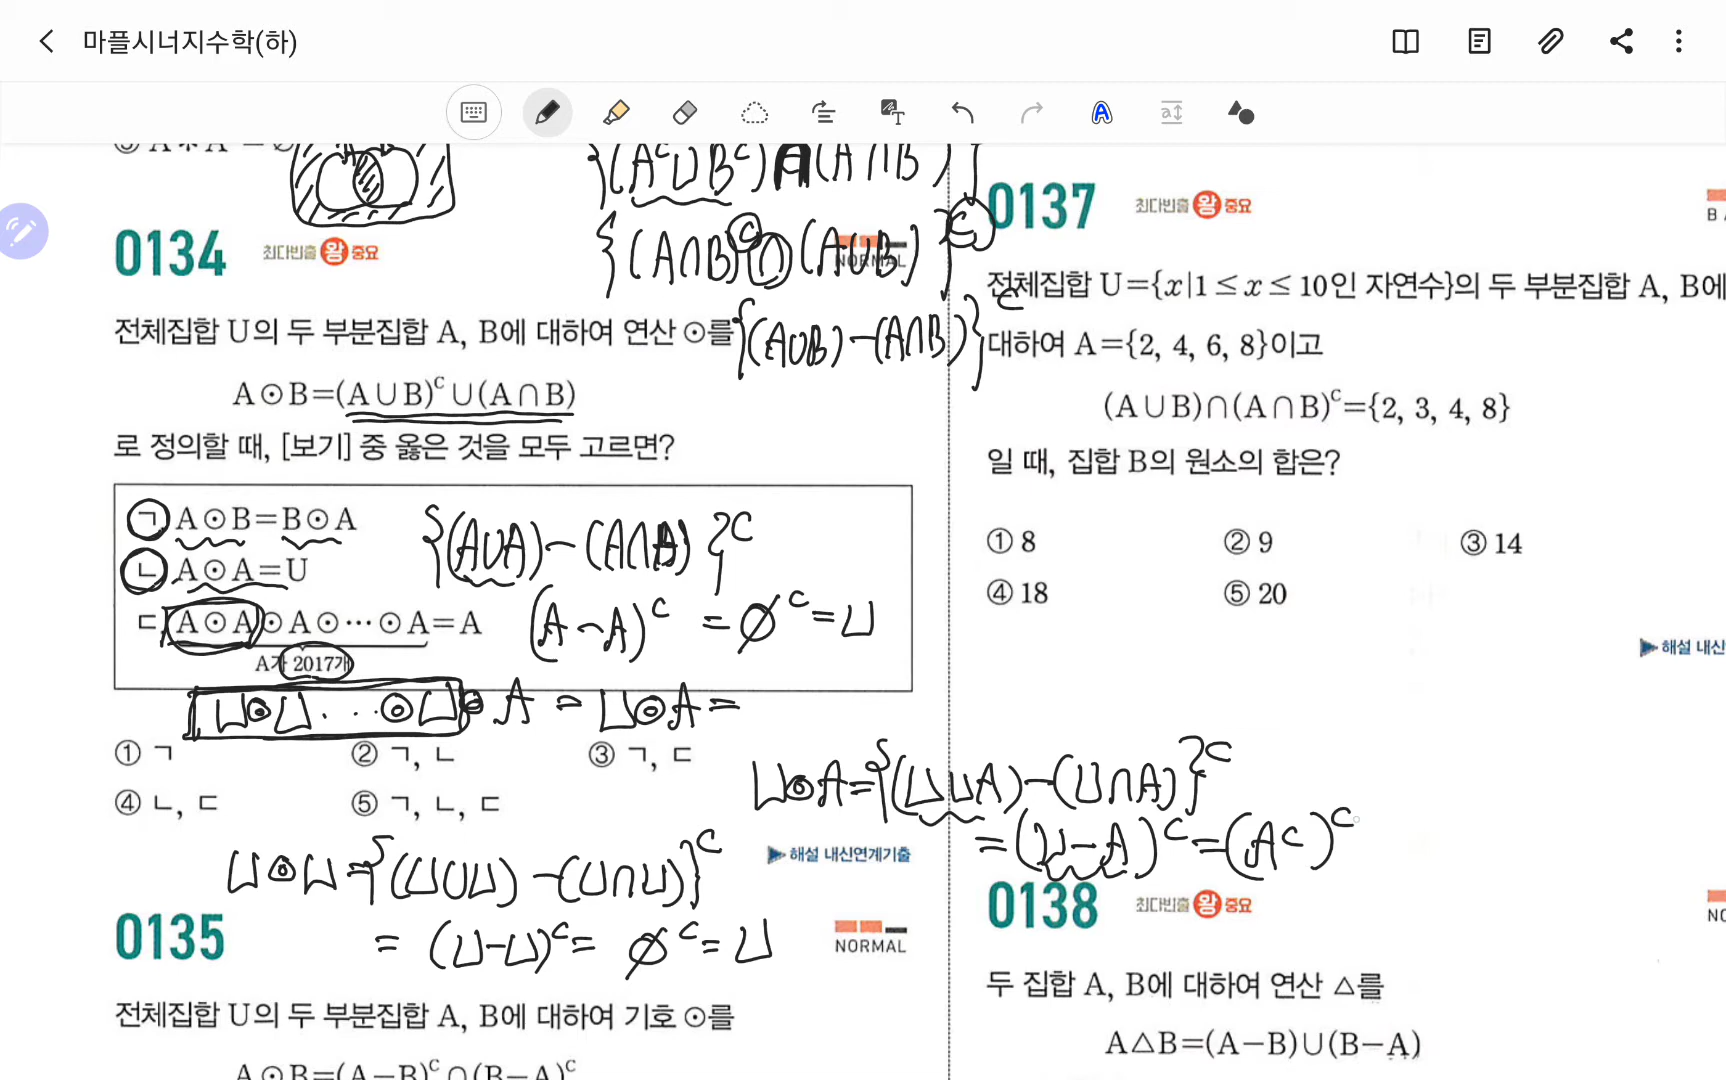 마플시너지수학(하)
{(Aᶜ∪Bᶜ)∩(A∩B)}
{(A∩B)ᶜ∩(A∪B)}ᶜ
{(A∪B)-(A∩B)}ᶜ
0134 최다빈출 왕 중요
NORMAL
전체집합 U의 두 부분집합 A, B에 대하여 연산 ⊙를
A⊙B=(A∪B)ᶜ∪(A∩B)
로 정의할 때, [보기] 중 옳은 것을 모두 고르면?
ㄱ A⊙B=B⊙A
{(A∪A)-(A∩A)}ᶜ
ㄴ A⊙A=U
ㄷ A⊙A⊙A⊙⋯⊙A=A
(A-A)ᶜ = ∅ᶜ=U
A가 2017개
U⊙U...⊙U⊙A = U⊙A=
① ㄱ ② ㄱ, ㄴ ③ ㄱ, ㄷ
④ ㄴ, ㄷ ⑤ ㄱ, ㄴ, ㄷ
U⊙A={(U∪A)-(U∩A)}ᶜ
=(U-A)ᶜ=(Aᶜ)ᶜ
▶해설 내신연계기출
U⊙U={(U∪U)-(U∩U)}ᶜ
= (U-U)ᶜ= ∅ᶜ=U
0135
NORMAL
전체집합 U의 두 부분집합 A, B에 대하여 기호 ⊙를
A⊙B=(A-B)ᶜ∩(B-A)ᶜ
0137 최다빈출 왕 중요
전체집합 U={x|1≤x≤10인 자연수}의 두 부분집합 A, B에
대하여 A={2, 4, 6, 8}이고
(A∪B)∩(A∩B)ᶜ={2, 3, 4, 8}
일 때, 집합 B의 원소의 합은?
① 8 ② 9 ③ 14
④ 18 ⑤ 20
▶해설 내신
0138 최다빈출 왕 중요
두 집합 A, B에 대하여 연산 △를
A△B=(A-B)∪(B-A)